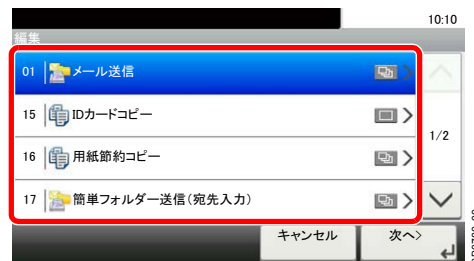 10:10
編集
01 メール送信
15 IDカードコピー
16 用紙節約コピー
1/2
17 簡単フォルダー送信(宛先入力)
キャンセル 次へ>